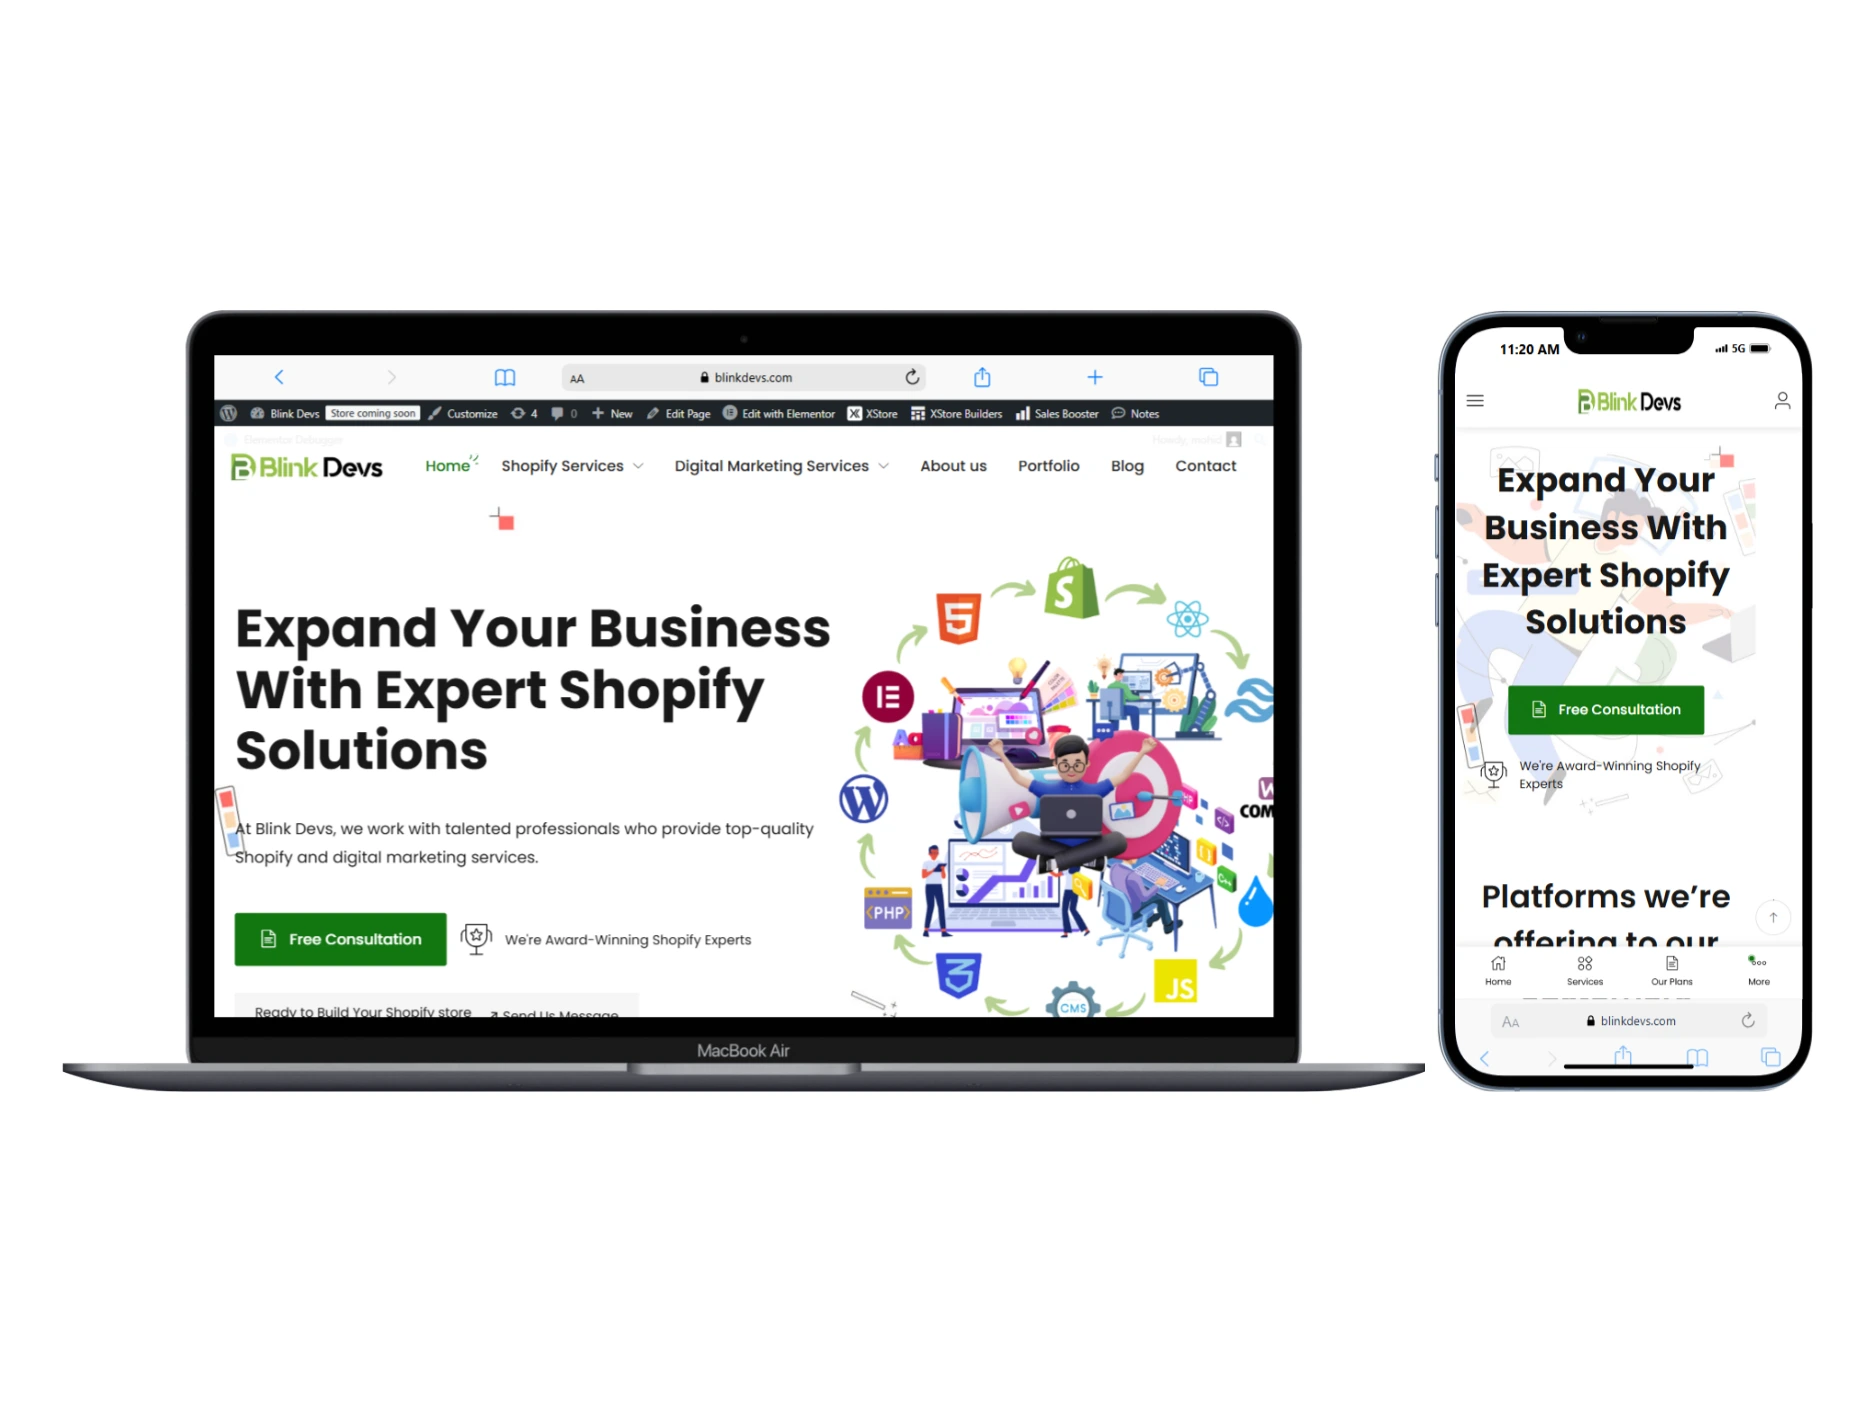 AA
blinkdevs.com
Blink Devs
Store coming soon
Customize
4
0
New
Edit Page
Edit with Elementor
XStore
XStore Builders
Sales Booster
Notes
Elementor Debugger
Howdy, mohid
Blink Devs
Home
Shopify Services
Digital Marketing Services
About us
Portfolio
Blog
Contact
Expand Your Business
With Expert Shopify
Solutions
At Blink Devs, we work with talented professionals who provide top-quality
Shopify and digital marketing services.
Free Consultation
We're Award-Winning Shopify Experts
Ready to Build Your Shopify store
Send Us Message
5
S
W
COM
<PHP>
3
CMS
JS
C++
MacBook Air
11:20 AM
5G
Blink Devs
Expand Your
Business With
Expert Shopify
Solutions
Free Consultation
We're Award-Winning Shopify
Experts
Platforms we're
offering to our
Home
Services
Our Plans
More
AA
blinkdevs.com